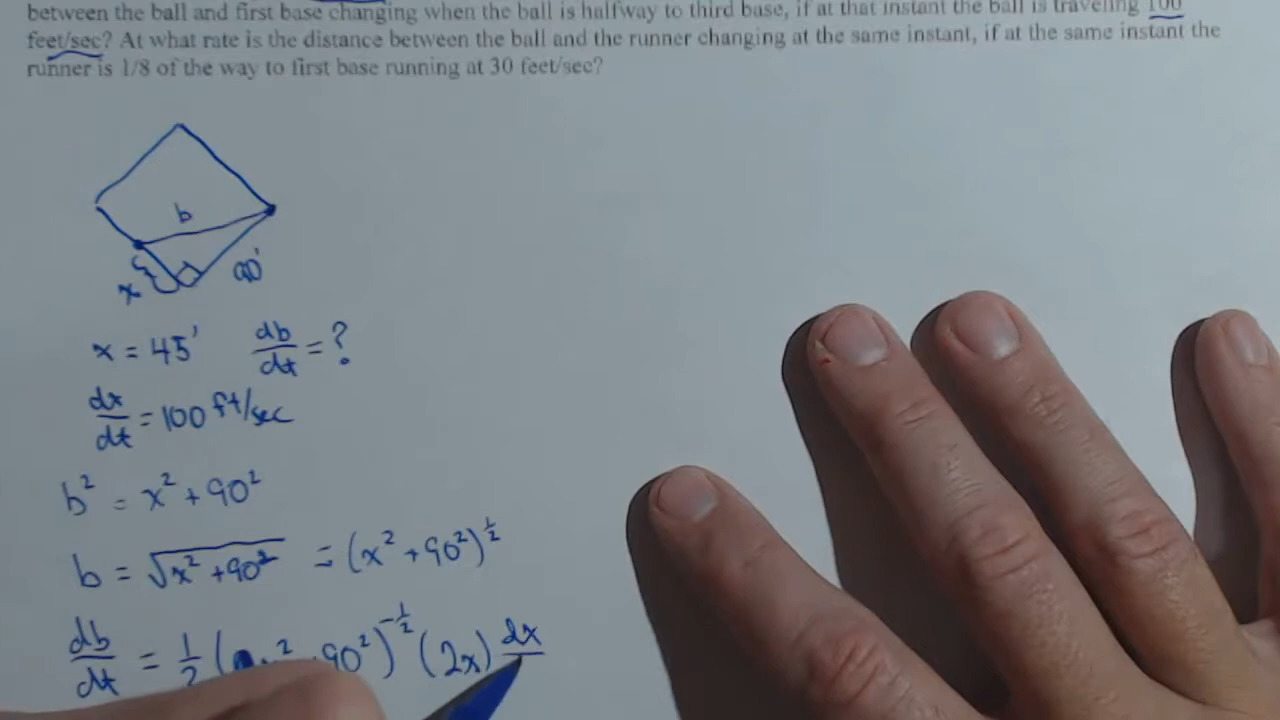 between the ball and first base changing when the ball is halfway to third base, if at that instant the ball is traveling 100
feet/sec? At what rate is the distance between the ball and the runner changing at the same instant, if at the same instant the
runner is 1/8 of the way to first base running at 30 feet/sec?
b
x
90'
x = 45' db/dt = ?
dx/dt = 100 ft/sec
b² = x² + 90²
b = √(x² + 90²) = (x² + 90²)^(1/2)
db/dt = 1/2 (x² + 90²)^(-1/2) (2x) dx